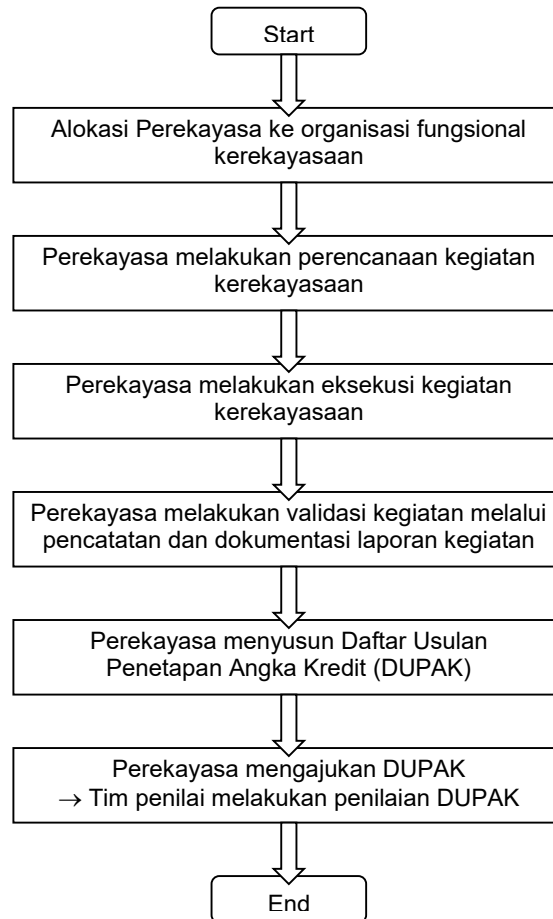 Start
Alokasi Perekayasa ke organisasi fungsional
kerekayasaan
Perekayasa melakukan perencanaan kegiatan
kerekayasaan
Perekayasa melakukan eksekusi kegiatan
kerekayasaan
Perekayasa melakukan validasi kegiatan melalui
pencatatan dan dokumentasi laporan kegiatan
Perekayasa menyusun Daftar Usulan
Penetapan Angka Kredit (DUPAK)
Perekayasa mengajukan DUPAK
→ Tim penilai melakukan penilaian DUPAK
End